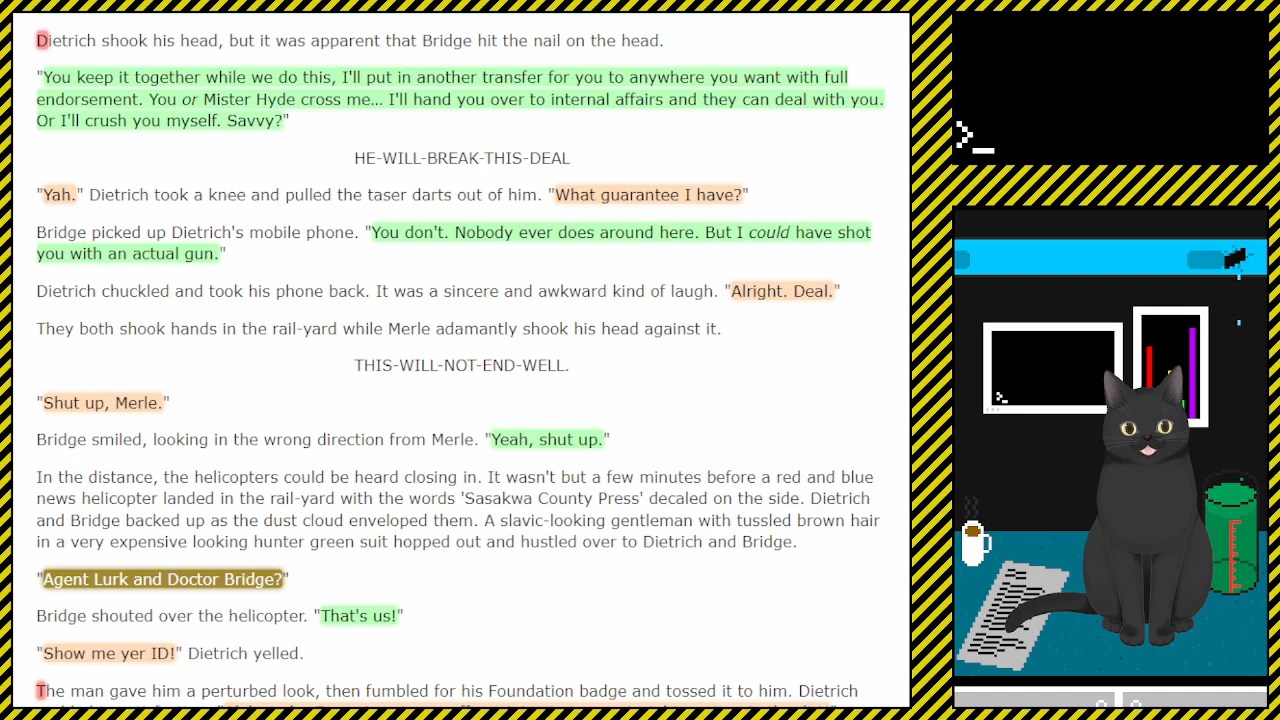 Dietrich shook his head, but it was apparent that Bridge hit the nail on the head.
"You keep it together while we do this, I'll put in another transfer for you to anywhere you want with full
endorsement. You or Mister Hyde cross me... I'll hand you over to internal affairs and they can deal with you.
Or I'll crush you myself. Savvy?"
HE-WILL-BREAK-THIS-DEAL
"Yah." Dietrich took a knee and pulled the taser darts out of him. "What guarantee I have?"
Bridge picked up Dietrich's mobile phone. "You don't. Nobody ever does around here. But I could have shot
you with an actual gun."
Dietrich chuckled and took his phone back. It was a sincere and awkward kind of laugh. "Alright. Deal."
They both shook hands in the rail-yard while Merle adamantly shook his head against it.
THIS-WILL-NOT-END-WELL.
"Shut up, Merle."
Bridge smiled, looking in the wrong direction from Merle. "Yeah, shut up."
In the distance, the helicopters could be heard closing in. It wasn't but a few minutes before a red and blue
news helicopter landed in the rail-yard with the words 'Sasakwa County Press' decaled on the side. Dietrich
and Bridge backed up as the dust cloud enveloped them. A slavic-looking gentleman with tussled brown hair
in a very expensive looking hunter green suit hopped out and hustled over to Dietrich and Bridge.
"Agent Lurk and Doctor Bridge?"
Bridge shouted over the helicopter. "That's us!"
"Show me yer ID!" Dietrich yelled.
The man gave him a perturbed look, then fumbled for his Foundation badge and tossed it to him. Dietrich
>_
>_